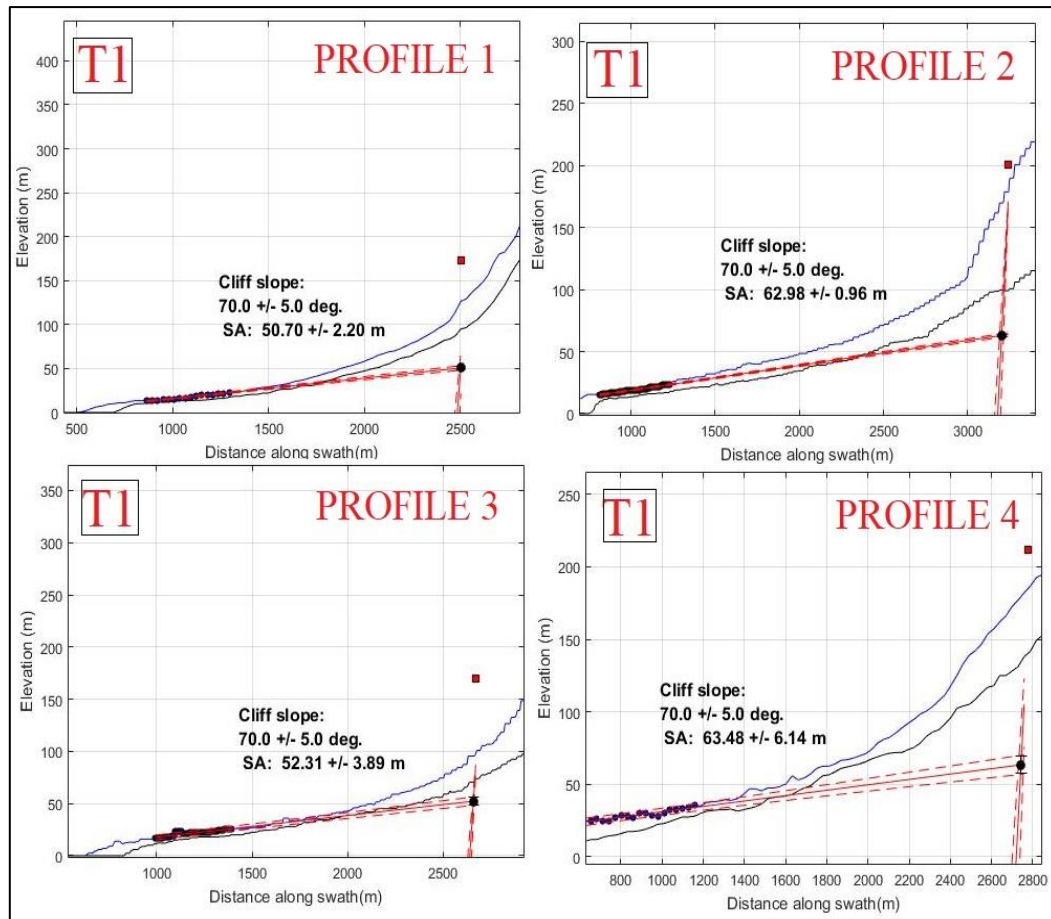 T1
PROFILE 1
Elevation (m)
400
350
300
250
200
150
100
50
0
Cliff slope:
70.0 +/- 5.0 deg.
SA: 50.70 +/- 2.20 m
500 1000 1500 2000 2500
Distance along swath(m)
T1
PROFILE 2
Elevation (m)
300
250
200
150
100
50
0
Cliff slope:
70.0 +/- 5.0 deg.
SA: 62.98 +/- 0.96 m
1000 1500 2000 2500 3000
Distance along swath(m)
T1
PROFILE 3
Elevation (m)
350
300
250
200
150
100
50
0
Cliff slope:
70.0 +/- 5.0 deg.
SA: 52.31 +/- 3.89 m
1000 1500 2000 2500
Distance along swath(m)
T1
PROFILE 4
Elevation (m)
250
200
150
100
50
0
Cliff slope:
70.0 +/- 5.0 deg.
SA: 63.48 +/- 6.14 m
800 1000 1200 1400 1600 1800 2000 2200 2400 2600 2800
Distance along swath(m)